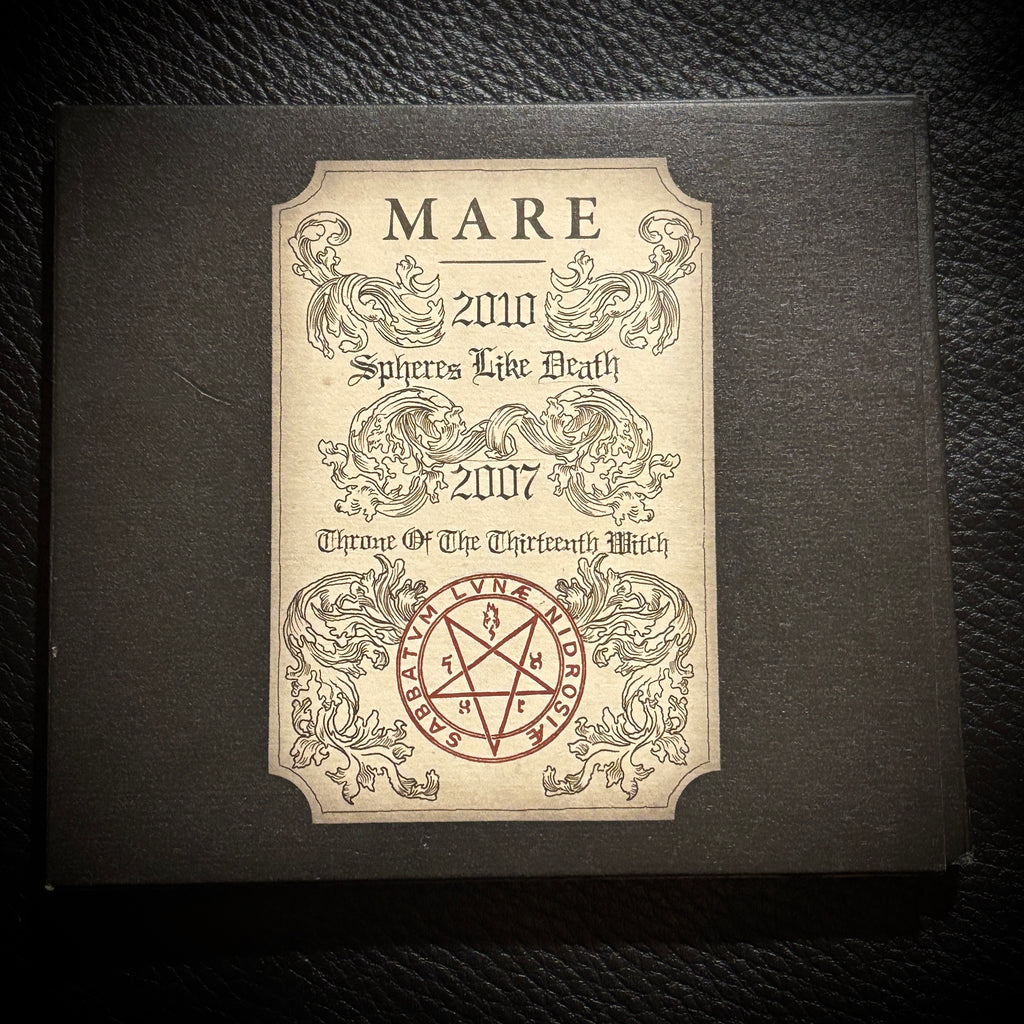 MARE
2010
Spheres Like Death
2007
Throne Of The Thirteenth Witch
SABBATVM LVNÆ NIDROSIÆ